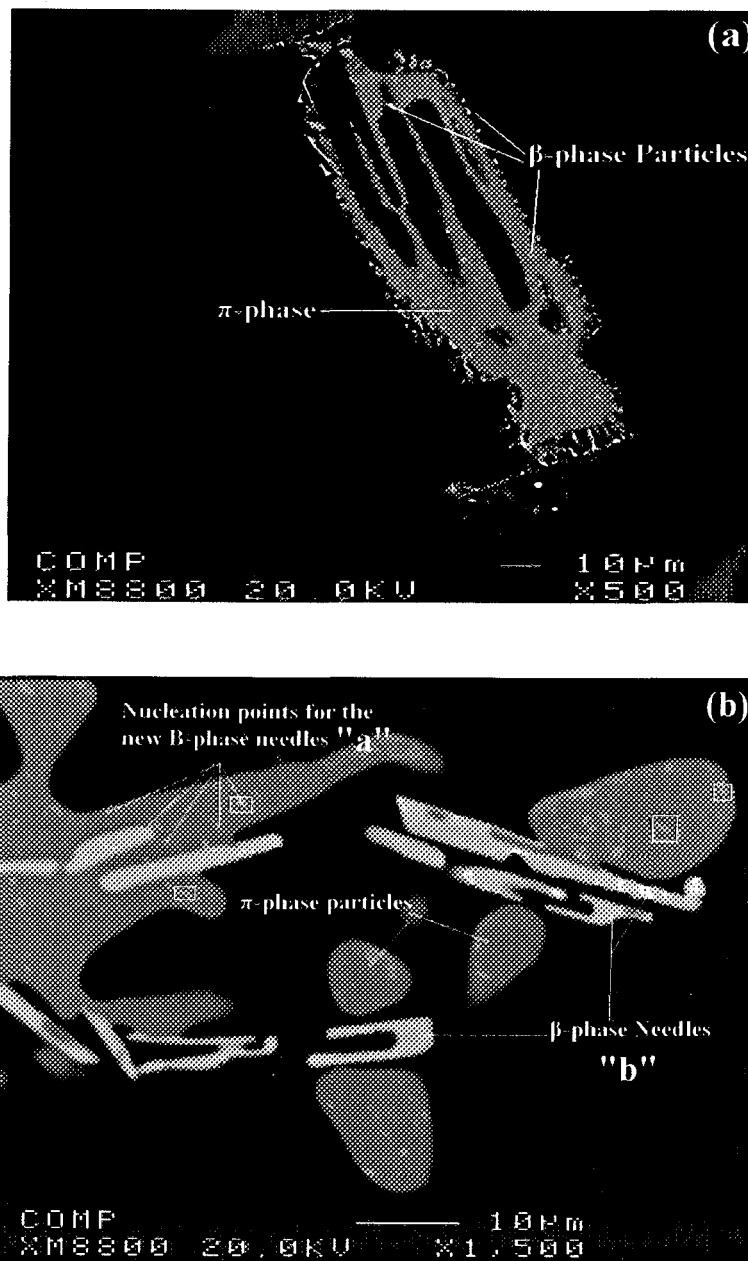 (a)
β-phase Particles
π-phase
COMP 10μm
XM8800 20.0KV X500
(b)
Nucleation points for the
new B-phase needles "a"
π-phase particles
β-phase Needles
"b"
COMP 10μm
XM8800 20.0KV X1,500